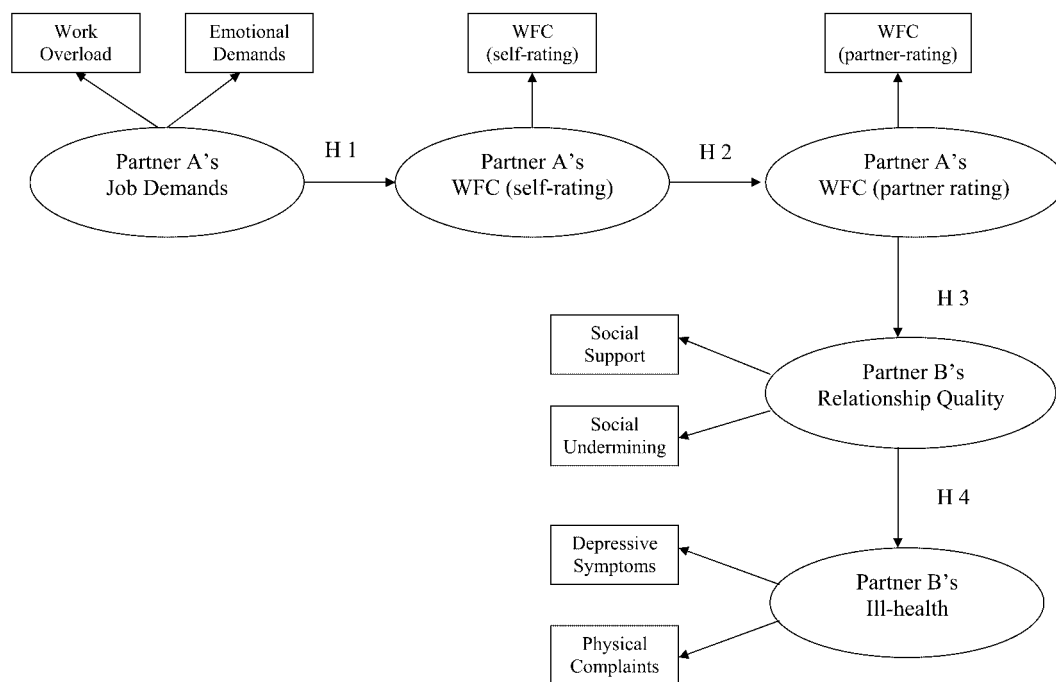 Work
Overload
Emotional
Demands
WFC
(self-rating)
WFC
(partner-rating)
Partner A’s
Job Demands
H 1
Partner A’s
WFC (self-rating)
H 2
Partner A’s
WFC (partner rating)
H 3
Social
Support
Partner B’s
Relationship Quality
Social
Undermining
H 4
Depressive
Symptoms
Partner B’s
Ill-health
Physical
Complaints